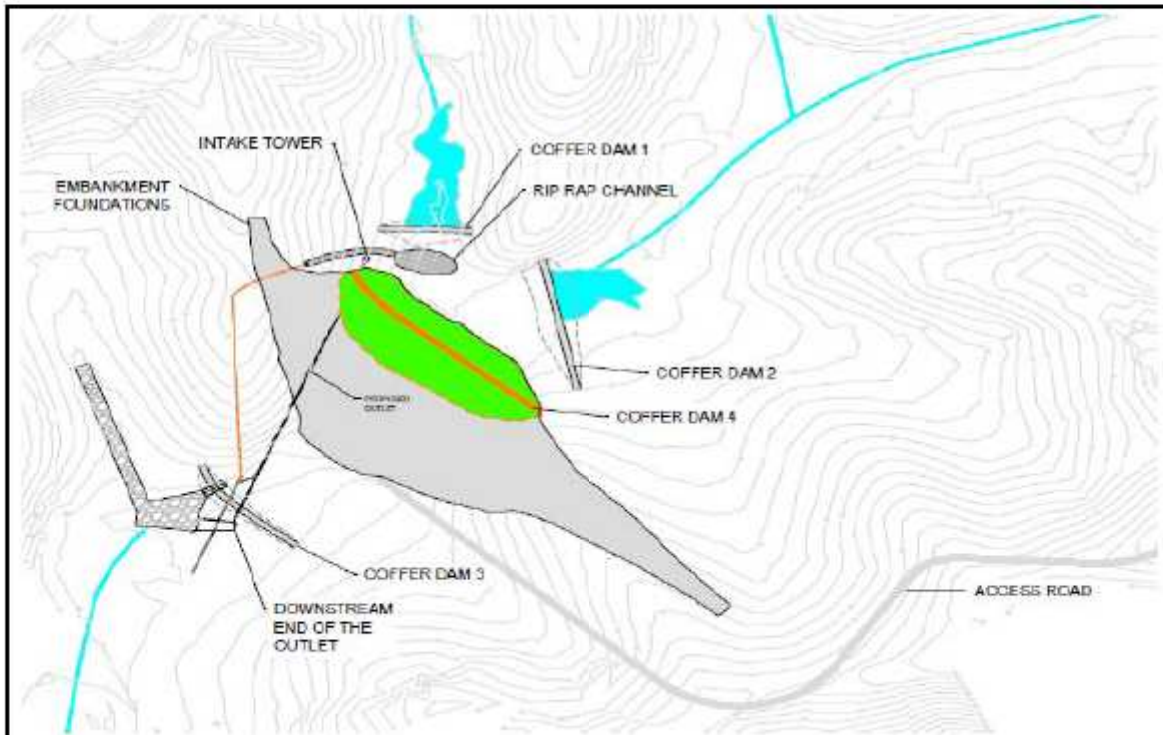 INTAKE TOWER
COFFER DAM 1
RIP RAP CHANNEL
EMBANKMENT
FOUNDATIONS
COFFER DAM 2
OUTLET
COFFER DAM 4
COFFER DAM 3
ACCESS ROAD
DOWNSTREAM
END OF THE
OUTLET